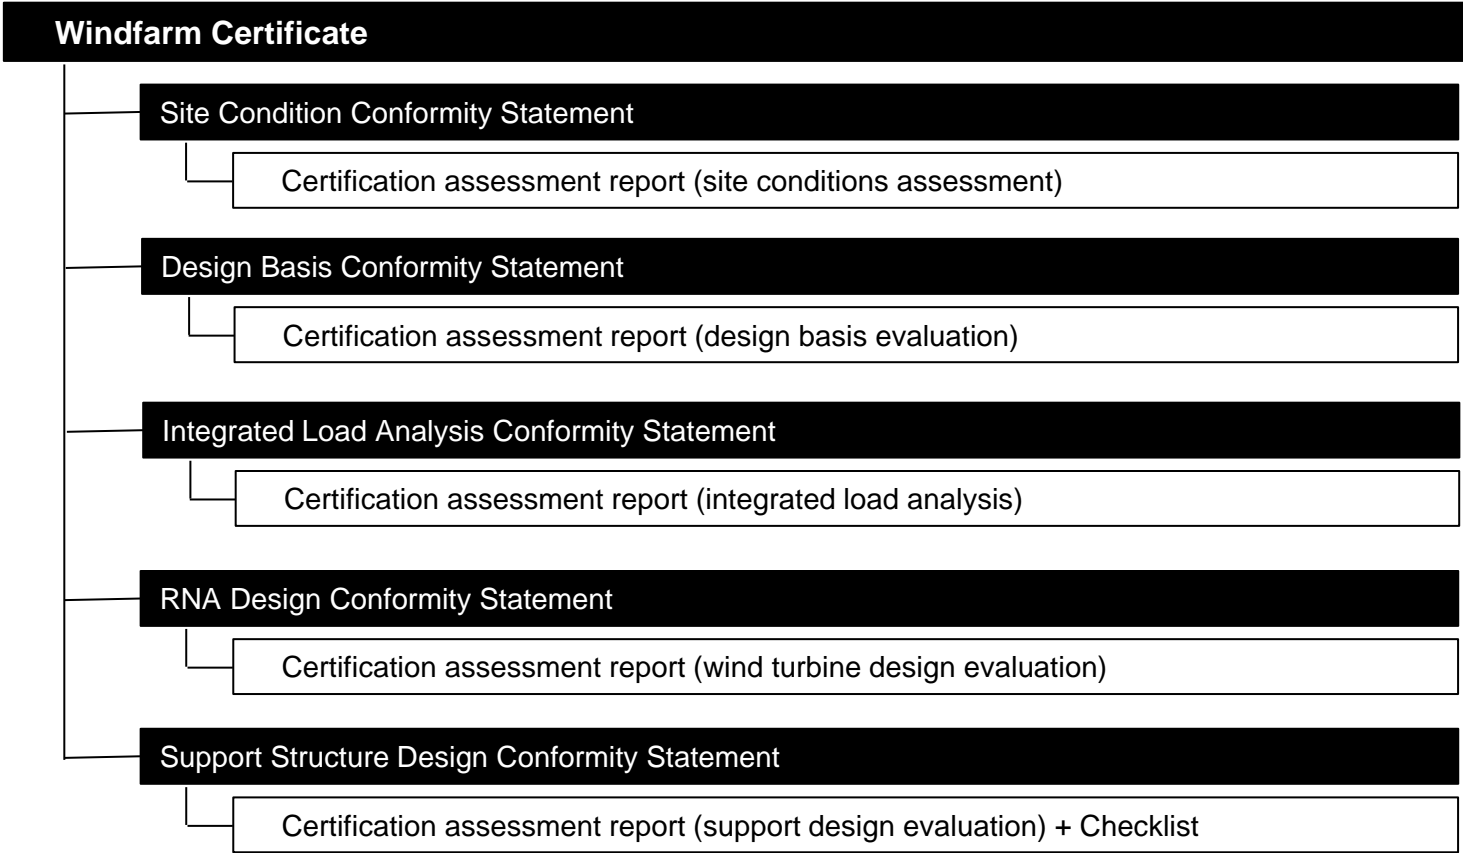 Windfarm Certificate
Site Condition Conformity Statement
Certification assessment report (site conditions assessment)
Design Basis Conformity Statement
Certification assessment report (design basis evaluation)
Integrated Load Analysis Conformity Statement
Certification assessment report (integrated load analysis)
RNA Design Conformity Statement
Certification assessment report (wind turbine design evaluation)
Support Structure Design Conformity Statement
Certification assessment report (support design evaluation) + Checklist